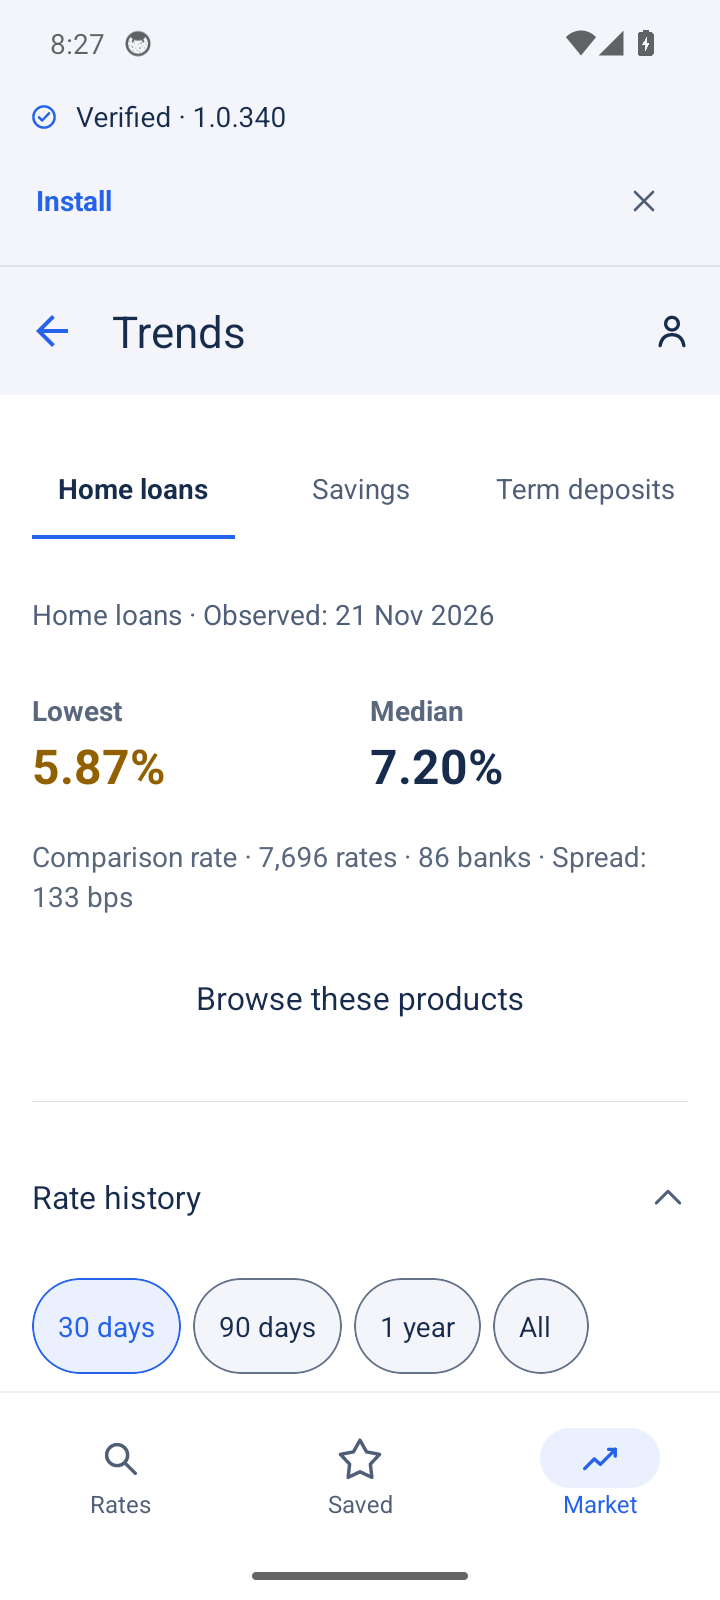 8:27
Verified · 1.0.340
Install
Trends
Home loans Savings Term deposits
Home loans · Observed: 21 Nov 2026
Lowest Median
5.87% 7.20%
Comparison rate · 7,696 rates · 86 banks · Spread:
133 bps
Browse these products
Rate history
30 days 90 days 1 year All
Rates Saved Market